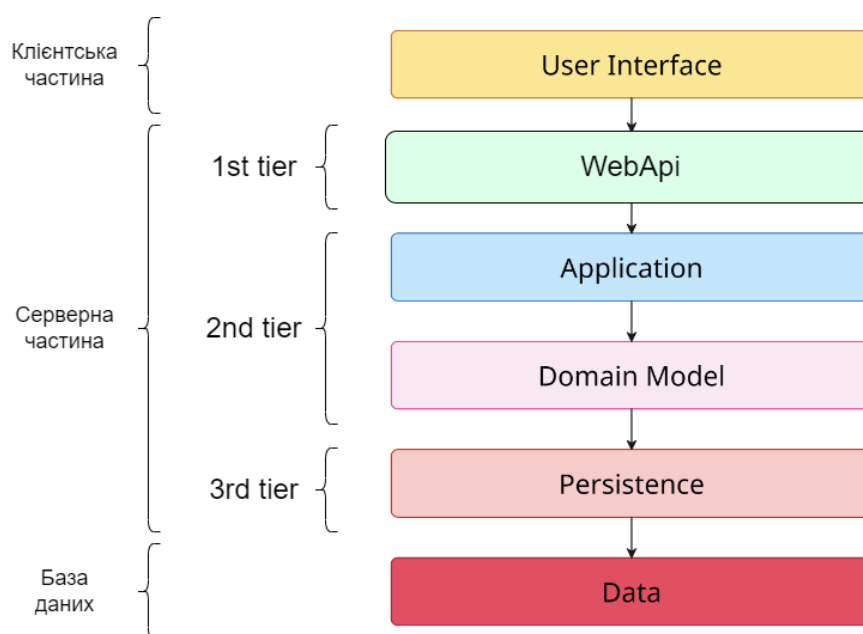 Клієнтська
частина
User Interface
1st tier
WebApi
Application
Серверна
частина
2nd tier
Domain Model
3rd tier
Persistence
База
даних
Data